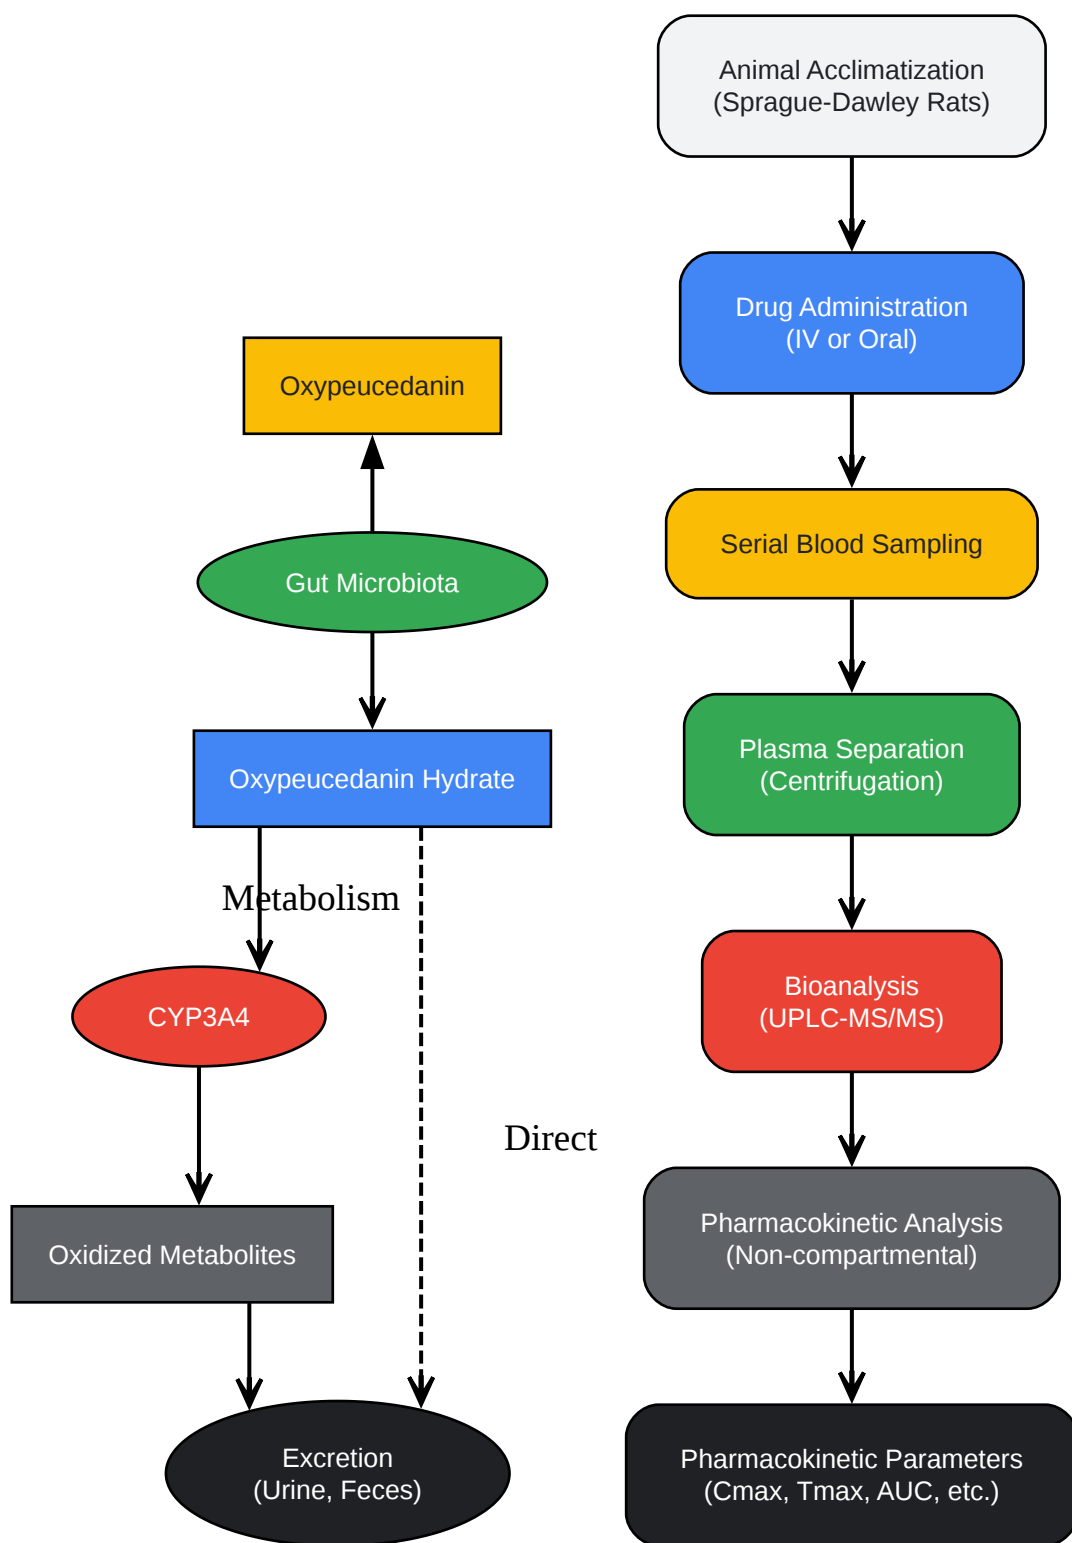 Oxypeucedanin
Gut Microbiota
Oxypeucedanin Hydrate
Metabolism
CYP3A4
Direct
Oxidized Metabolites
Excretion
(Urine, Feces)
Animal Acclimatization
(Sprague-Dawley Rats)
Drug Administration
(IV or Oral)
Serial Blood Sampling
Plasma Separation
(Centrifugation)
Bioanalysis
(UPLC-MS/MS)
Pharmacokinetic Analysis
(Non-compartmental)
Pharmacokinetic Parameters
(Cmax, Tmax, AUC, etc.)